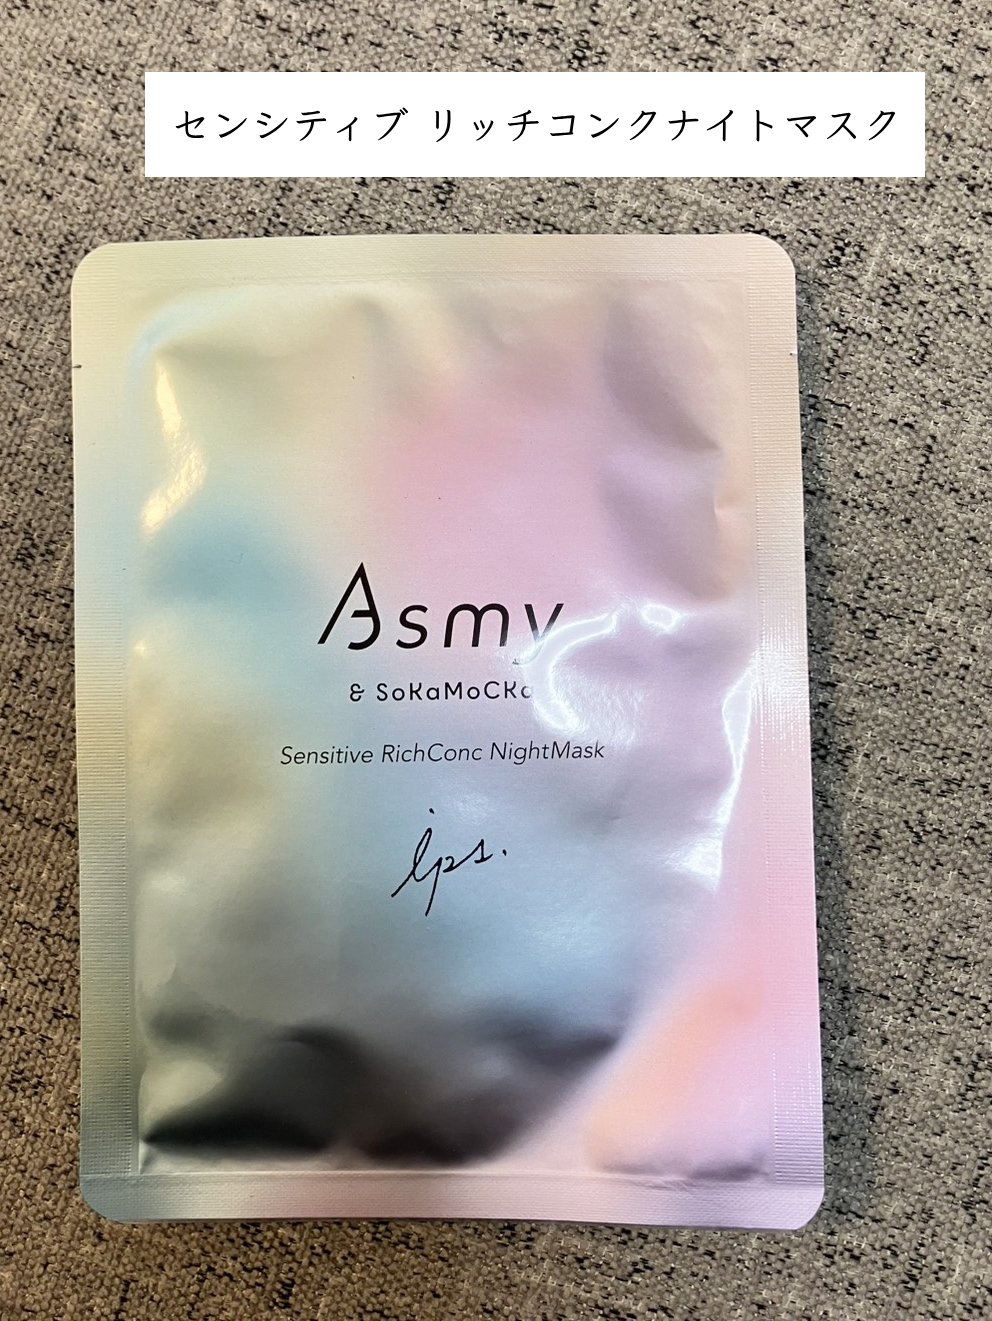 センシティブ リッチコンクナイトマスク
Asmy
& SoKaMoCKa
Sensitive RichConc NightMask
ips.